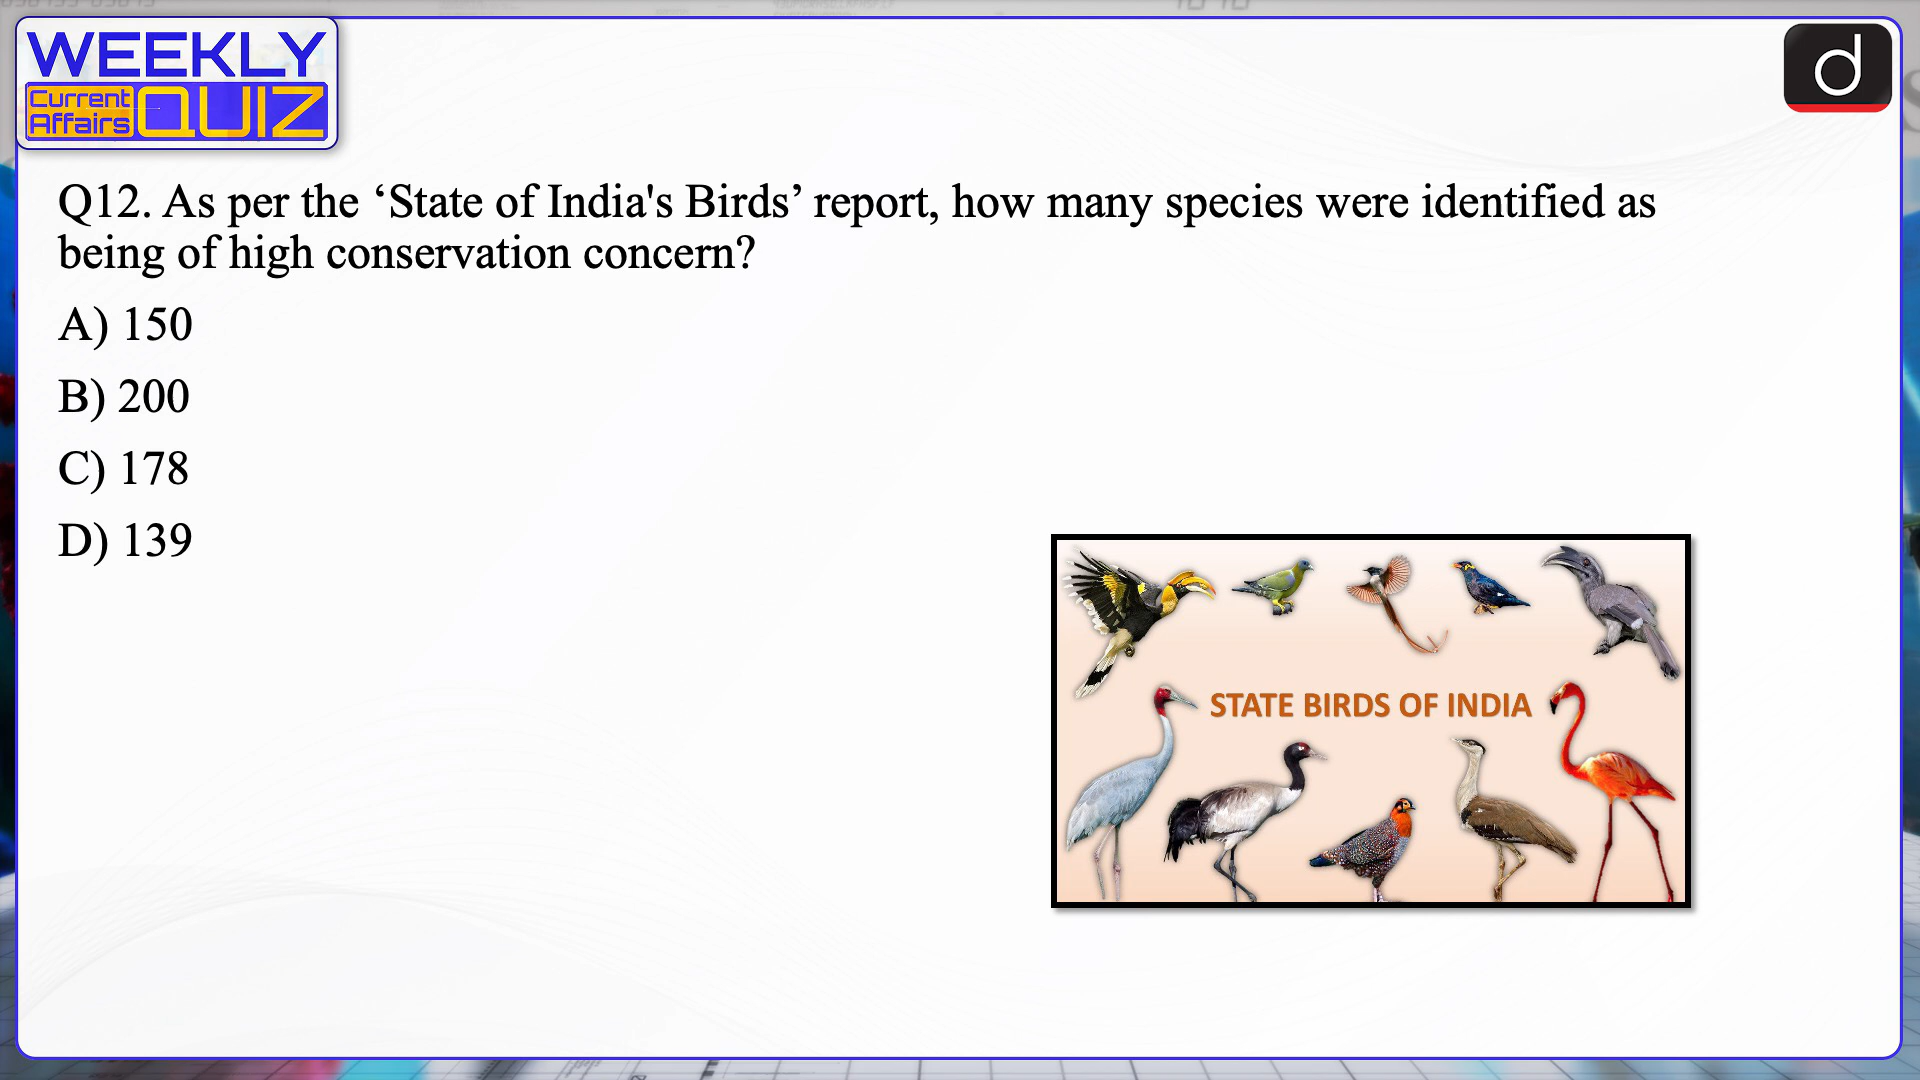 WEEKLY
Current
Affairs
QUIZ
d
Q12. As per the ‘State of India's Birds’ report, how many species were identified as
being of high conservation concern?
A) 150
B) 200
C) 178
D) 139
STATE BIRDS OF INDIA